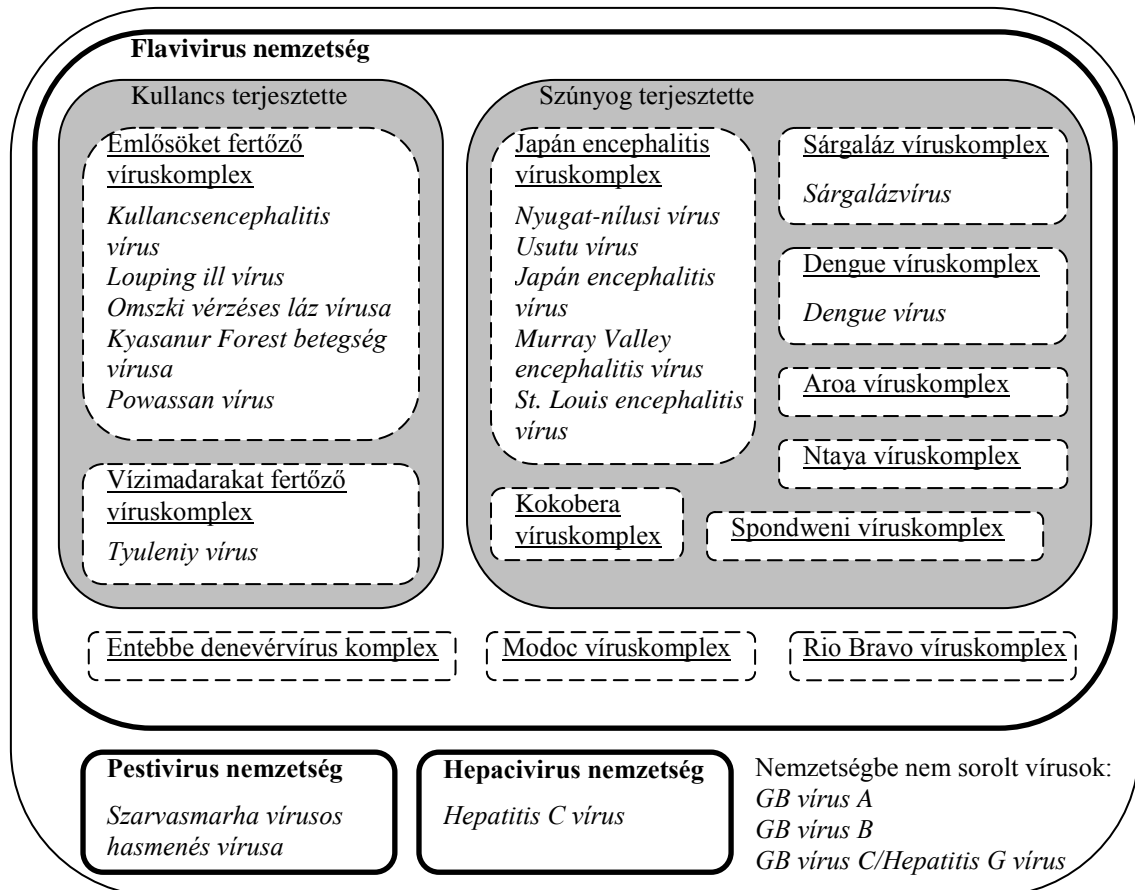 Flavivirus nemzetség
Kullancs terjesztette
Emlősöket fertőző
víruskomplex
Kullancsencephalitis
vírus
Louping ill vírus
Omszki vérzéses láz vírusa
Kyasanur Forest betegség
vírusa
Powassan vírus
Vízimadarakat fertőző
víruskomplex
Tyuleniy vírus
Szúnyog terjesztette
Japán encephalitis
víruskomplex
Nyugat-nílusi vírus
Usutu vírus
Japán encephalitis
vírus
Murray Valley
encephalitis vírus
St. Louis encephalitis
vírus
Sárgaláz víruskomplex
Sárgalázvírus
Dengue víruskomplex
Dengue vírus
Aroa víruskomplex
Ntaya víruskomplex
Kokobera
víruskomplex
Spondweni víruskomplex
Entebbe denevérvírus komplex
Modoc víruskomplex
Rio Bravo víruskomplex
Pestivirus nemzetség
Szarvasmarha vírusos
hasmenés vírusa
Hepacivirus nemzetség
Hepatitis C vírus
Nemzetségbe nem sorolt vírusok:
GB vírus A
GB vírus B
GB vírus C/Hepatitis G vírus